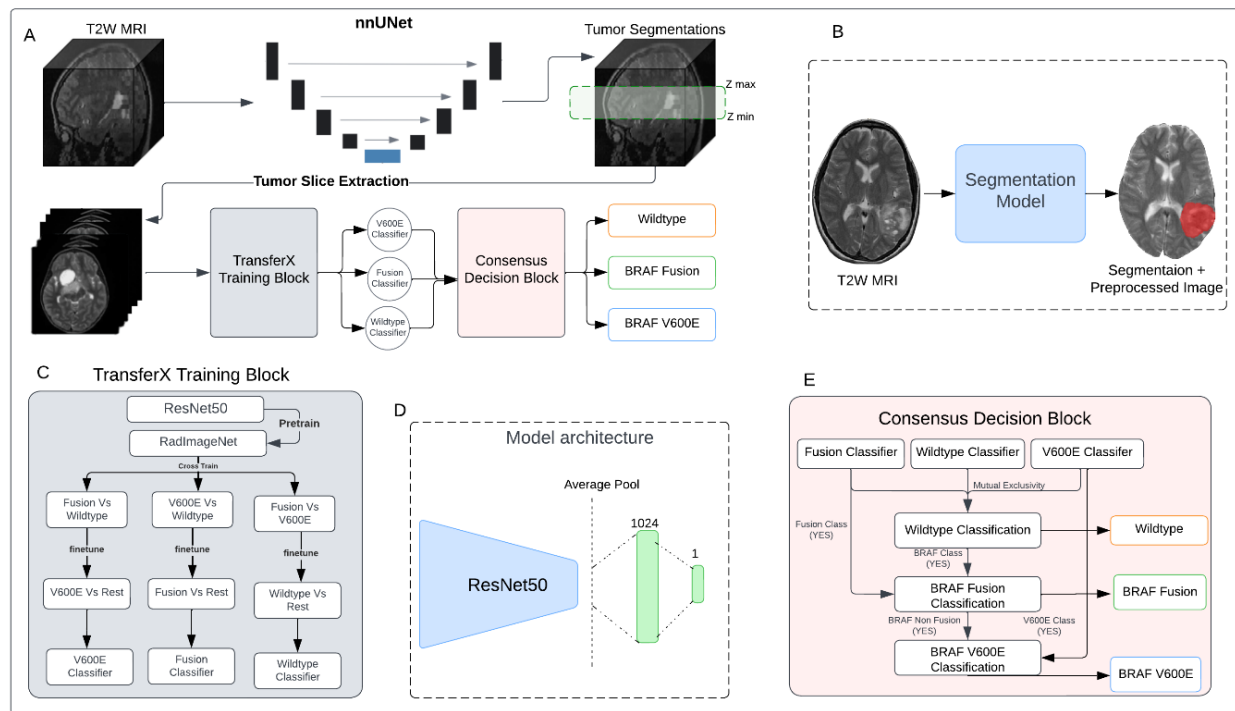 A
T2W MRI
nnUNet
Tumor Segmentations
Z max
Z min
Tumor Slice Extraction
TransferX
Training Block
V600E
Classifier
Fusion
Classifier
Wildtype
Classifier
Consensus
Decision Block
Wildtype
BRAF Fusion
BRAF V600E
B
T2W MRI
Segmentation
Model
Segmentaion +
Preprocessed Image
C
TransferX Training Block
ResNet50
Pretrain
RadImageNet
Cross Train
Fusion Vs
Wildtype
V600E Vs
Wildtype
Fusion Vs
V600E
finetune
finetune
finetune
V600E Vs Rest
Fusion Vs Rest
Wildtype Vs
Rest
V600E
Classifier
Fusion
Classifier
Wildtype
Classifier
D
Model architecture
Average Pool
1024
1
ResNet50
E
Consensus Decision Block
Fusion Classifier
Wildtype Classifier
V600E Classifer
Mutual Exclusivity
Fusion Class
(YES)
Wildtype Classification
Wildtype
BRAF Class
(YES)
BRAF Fusion
Classification
BRAF Fusion
BRAF Non Fusion
(YES)
V600E Class
(YES)
BRAF V600E
Classification
BRAF V600E